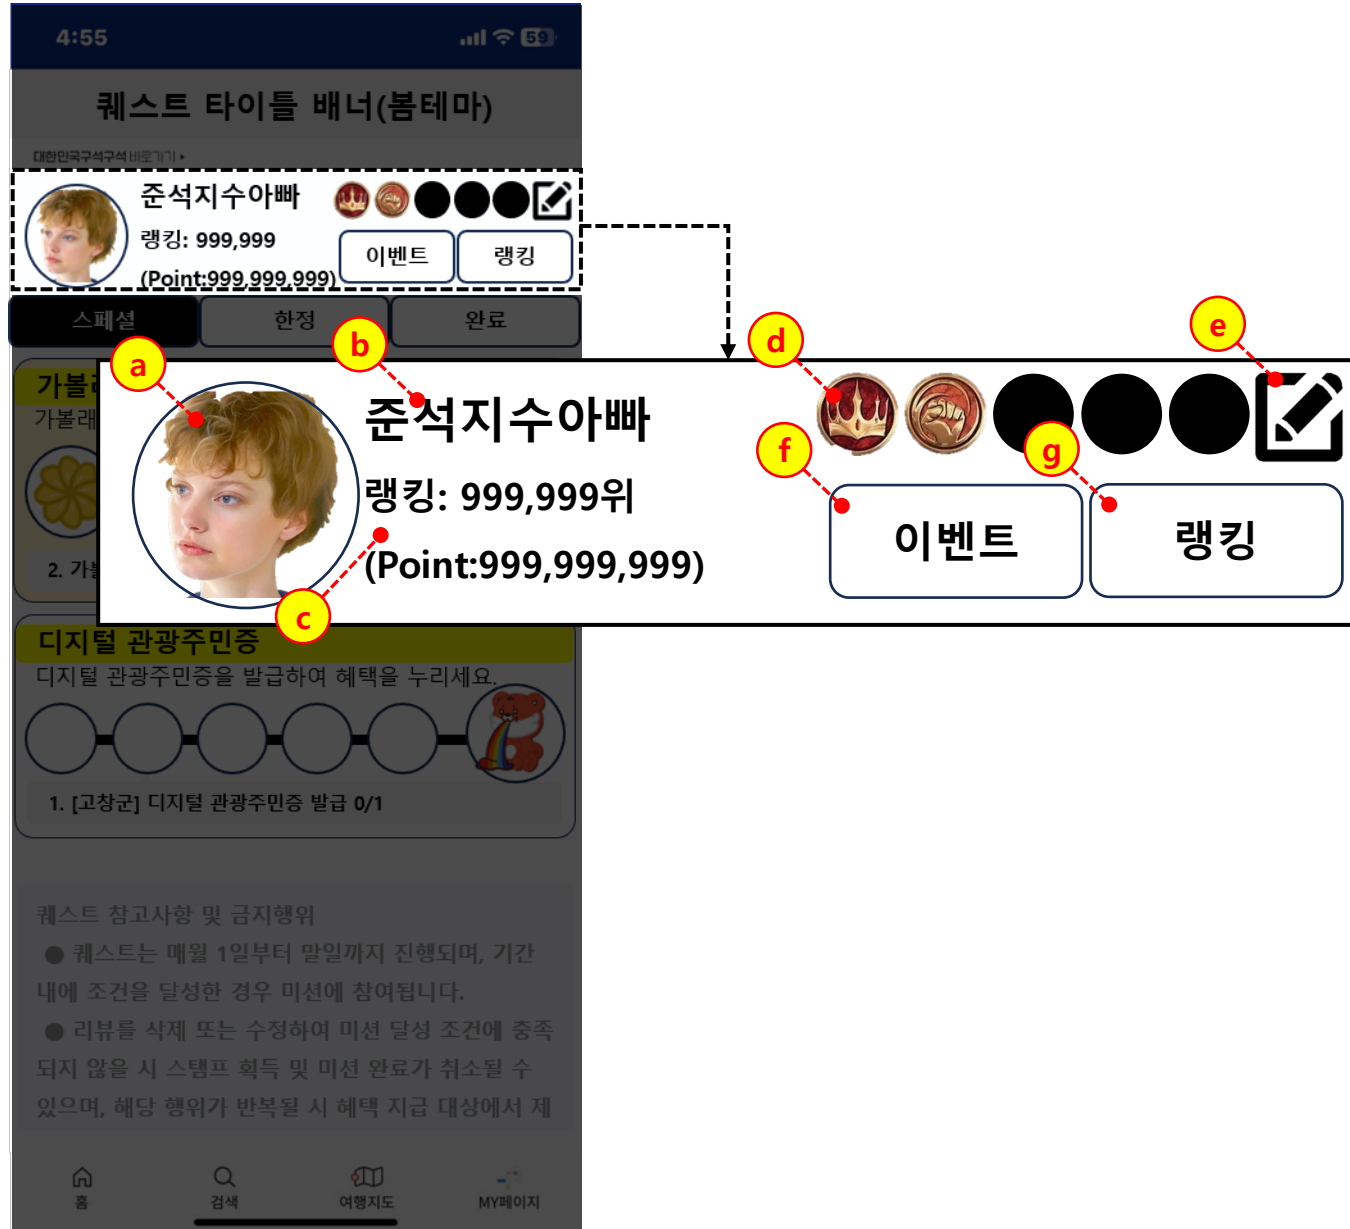 4:55
59
퀘스트 타이틀 배너(봄테마)
대한민국구석구석 바로가기 ▸
준석지수아빠
랭킹: 999,999
(Point:999,999,999)
이벤트
랭킹
스페셜
한정
완료
a
b
d
e
가볼래
가볼래
준석지수아빠
랭킹: 999,999위
(Point:999,999,999)
f
g
이벤트
랭킹
2. 가볼
c
디지털 관광주민증
디지털 관광주민증을 발급하여 혜택을 누리세요.
1. [고창군] 디지털 관광주민증 발급 0/1
퀘스트 참고사항 및 금지행위
● 퀘스트는 매월 1일부터 말일까지 진행되며, 기간
내에 조건을 달성한 경우 미션에 참여됩니다.
● 리뷰를 삭제 또는 수정하여 미션 달성 조건에 충족
되지 않을 시 스탬프 획득 및 미션 완료가 취소될 수
있으며, 해당 행위가 반복될 시 혜택 지급 대상에서 제
홈
검색
여행지도
MY페이지